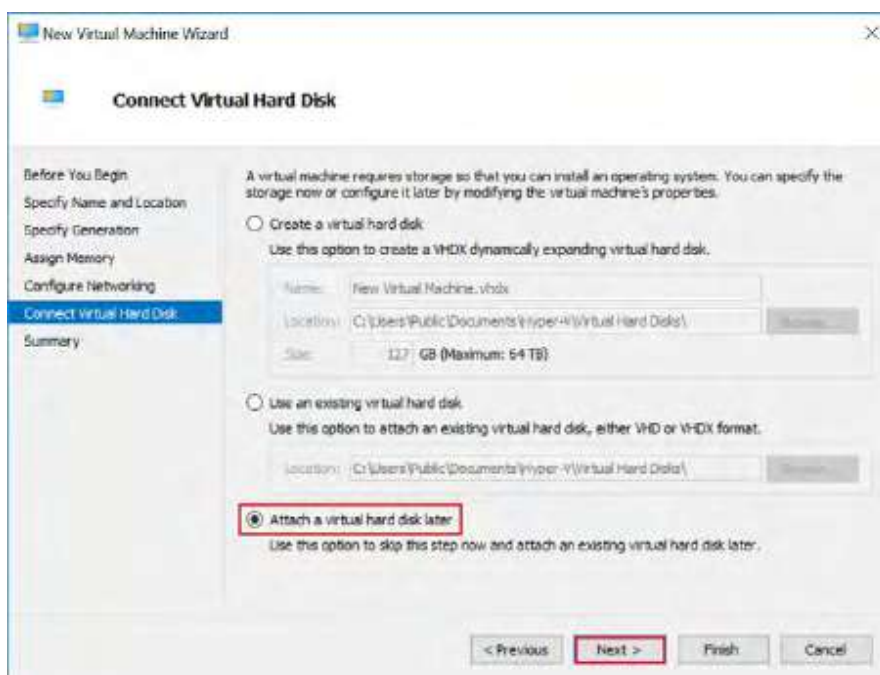 New Virtual Machine Wizard
Connect Virtual Hard Disk
Before You Begin
Specify Name and Location
Specify Generation
Assign Memory
Configure Networking
Connect Virtual Hard Disk
Summary
A virtual machine requires storage so that you can install an operating system. You can specify the
storage now or configure it later by modifying the virtual machine's properties.
Create a virtual hard disk
Use this option to create a VHDX dynamically expanding virtual hard disk.
Name: New Virtual Machine.vhdx
Location: C:\Users\Public\Documents\Hyper-V\Virtual Hard Disks\ Browse...
Size: 127 GB (Maximum: 64 TB)
Use an existing virtual hard disk
Use this option to attach an existing virtual hard disk, either VHD or VHDX format.
Location: C:\Users\Public\Documents\Hyper-V\Virtual Hard Disks\ Browse...
Attach a virtual hard disk later
Use this option to skip this step now and attach an existing virtual hard disk later.
< Previous Next > Finish Cancel